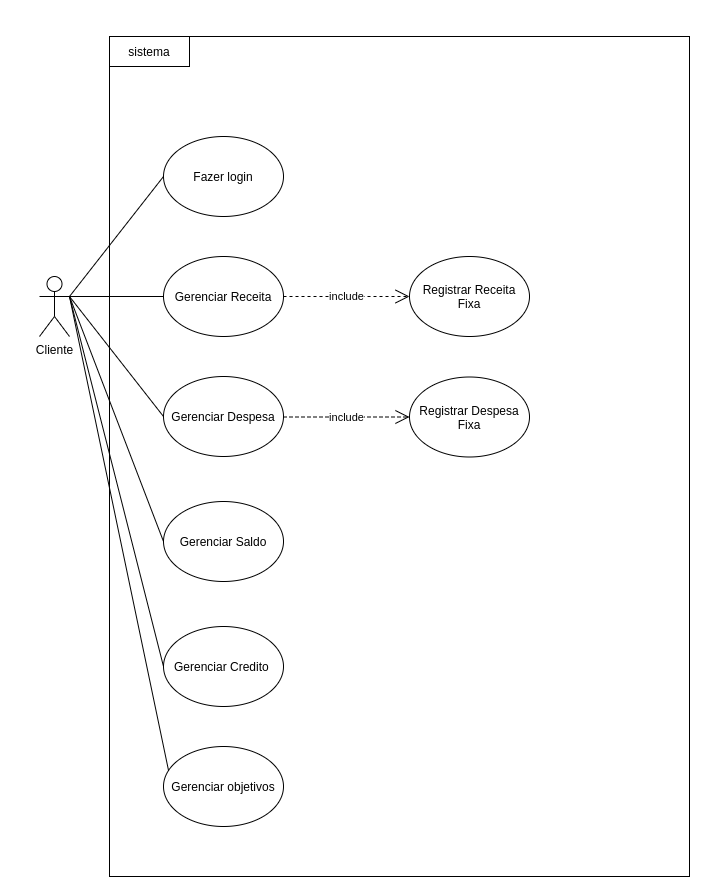 sistema
Fazer login
Gerenciar Receita
include
Registrar Receita
Fixa
Cliente
Gerenciar Despesa
include
Registrar Despesa
Fixa
Gerenciar Saldo
Gerenciar Credito
Gerenciar objetivos